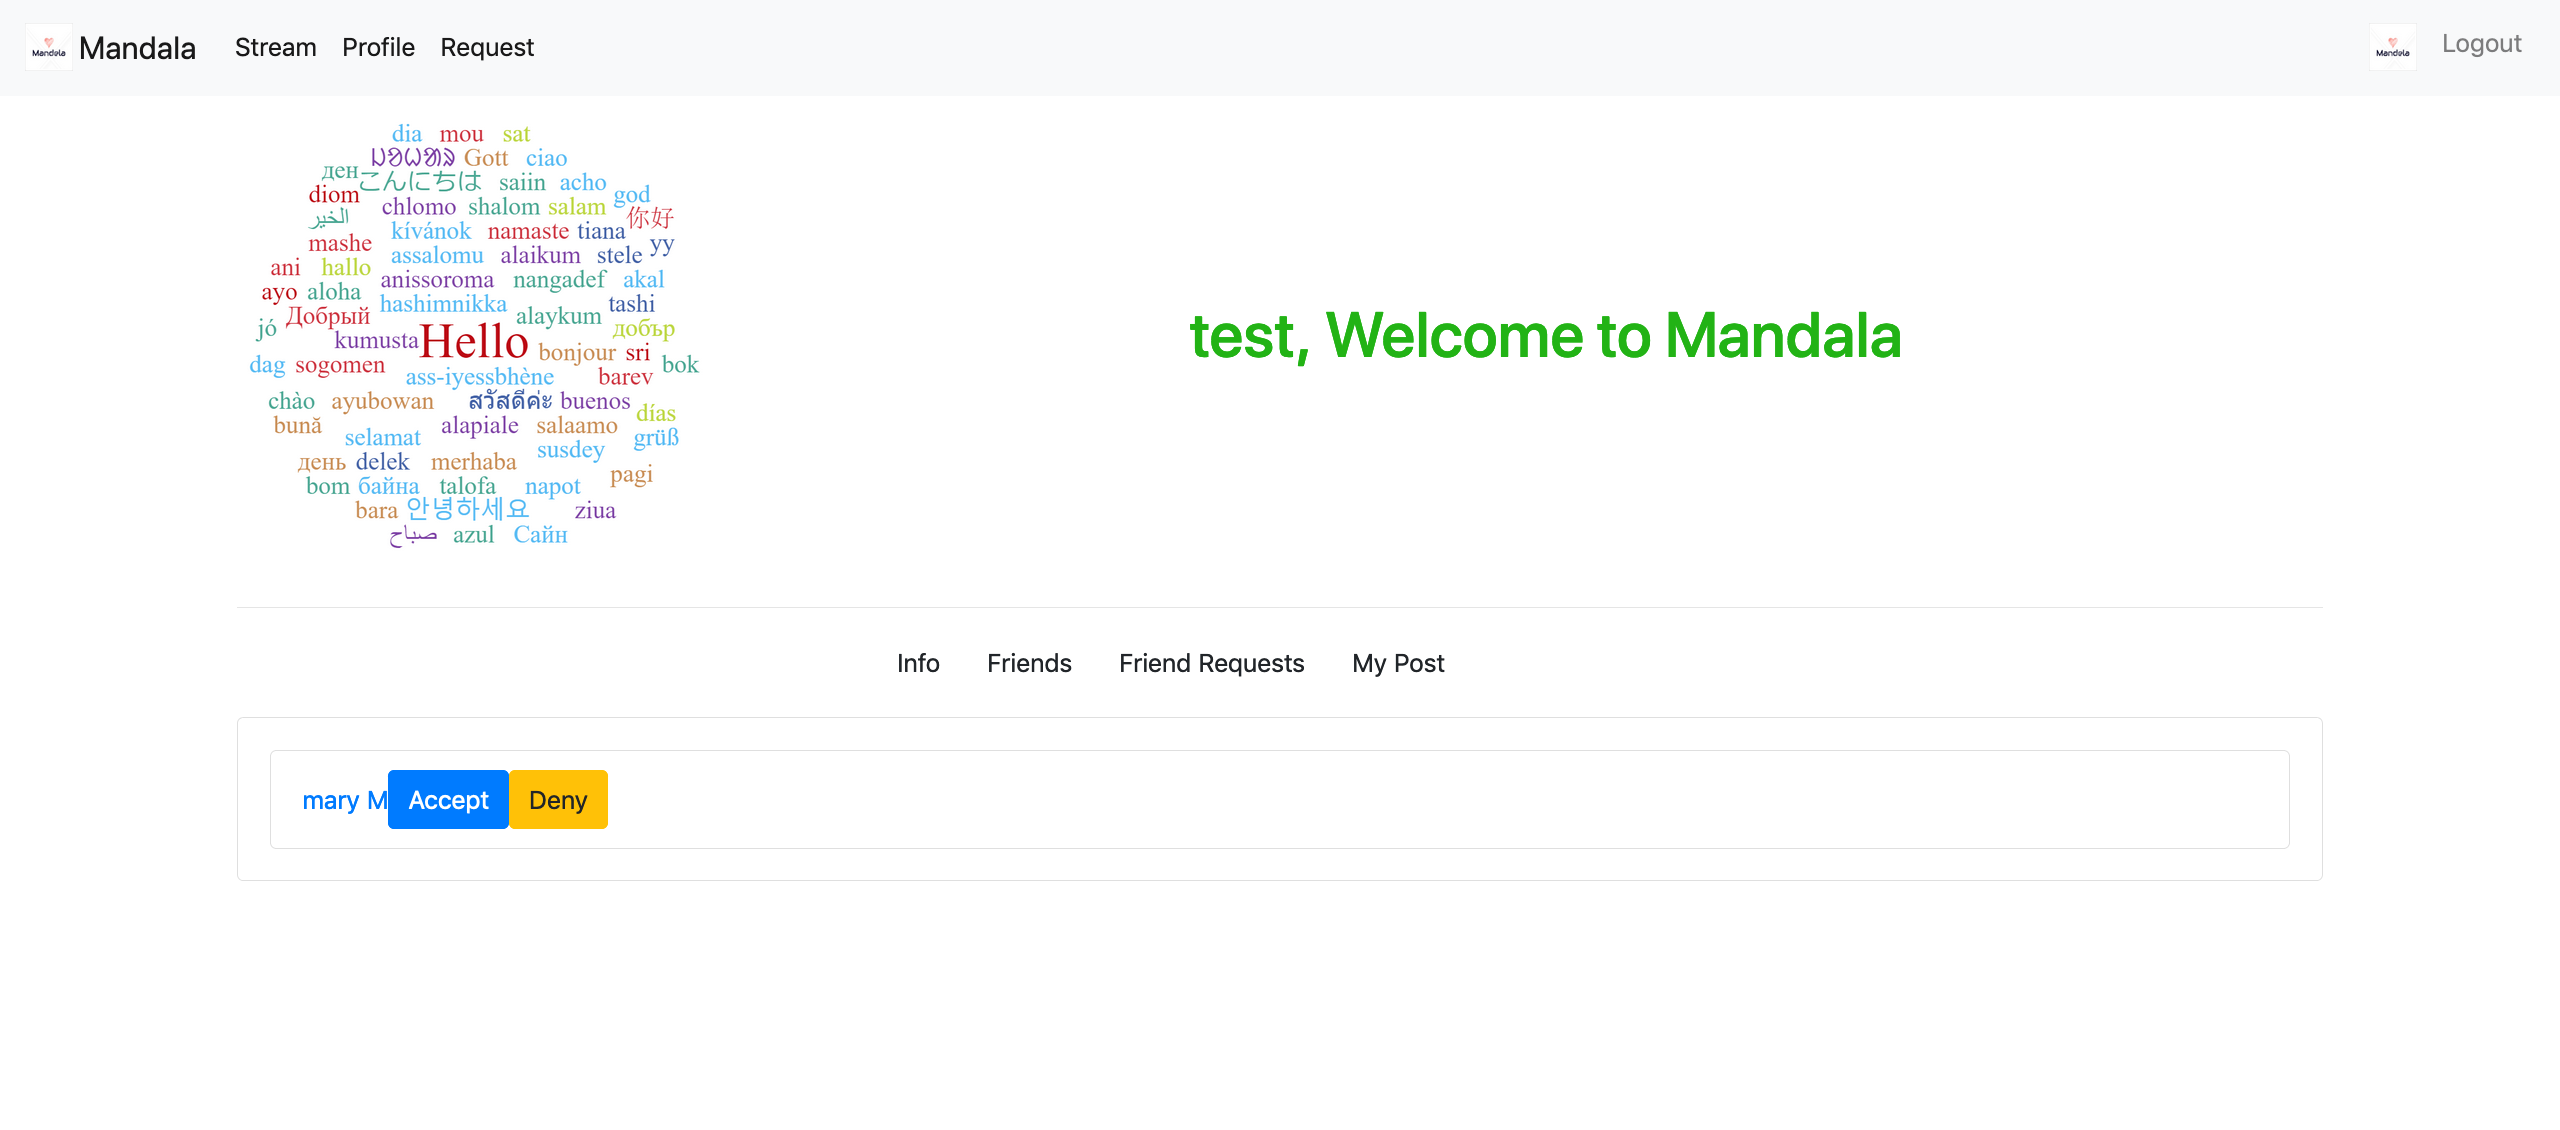 Mandala Mandala Stream Profile Request Mandala Logout
dia mou sat
Gott ciao
ден こんにちは saiin acho
diom chlomo shalom salam god
الخير 你好
kívánok namaste tiana
mashe assalomu alaikum stele yy
ani hallo anissoroma nangadef akal
ayo aloha hashimnikka tashi
Добрый alaykum
jó kumusta Hello добър
bonjour sri
dag sogomen ass-iyessbhène barev bok
chào ayubowan สวัสดีค่ะ buenos días
bună alapiale salaamo
selamat susdey grüß
день delek merhaba pagi
bom байна talofa napot
bara 안녕하세요 ziua
صباح azul Сайн
test, Welcome to Mandala
Info Friends Friend Requests My Post
mary M Accept Deny